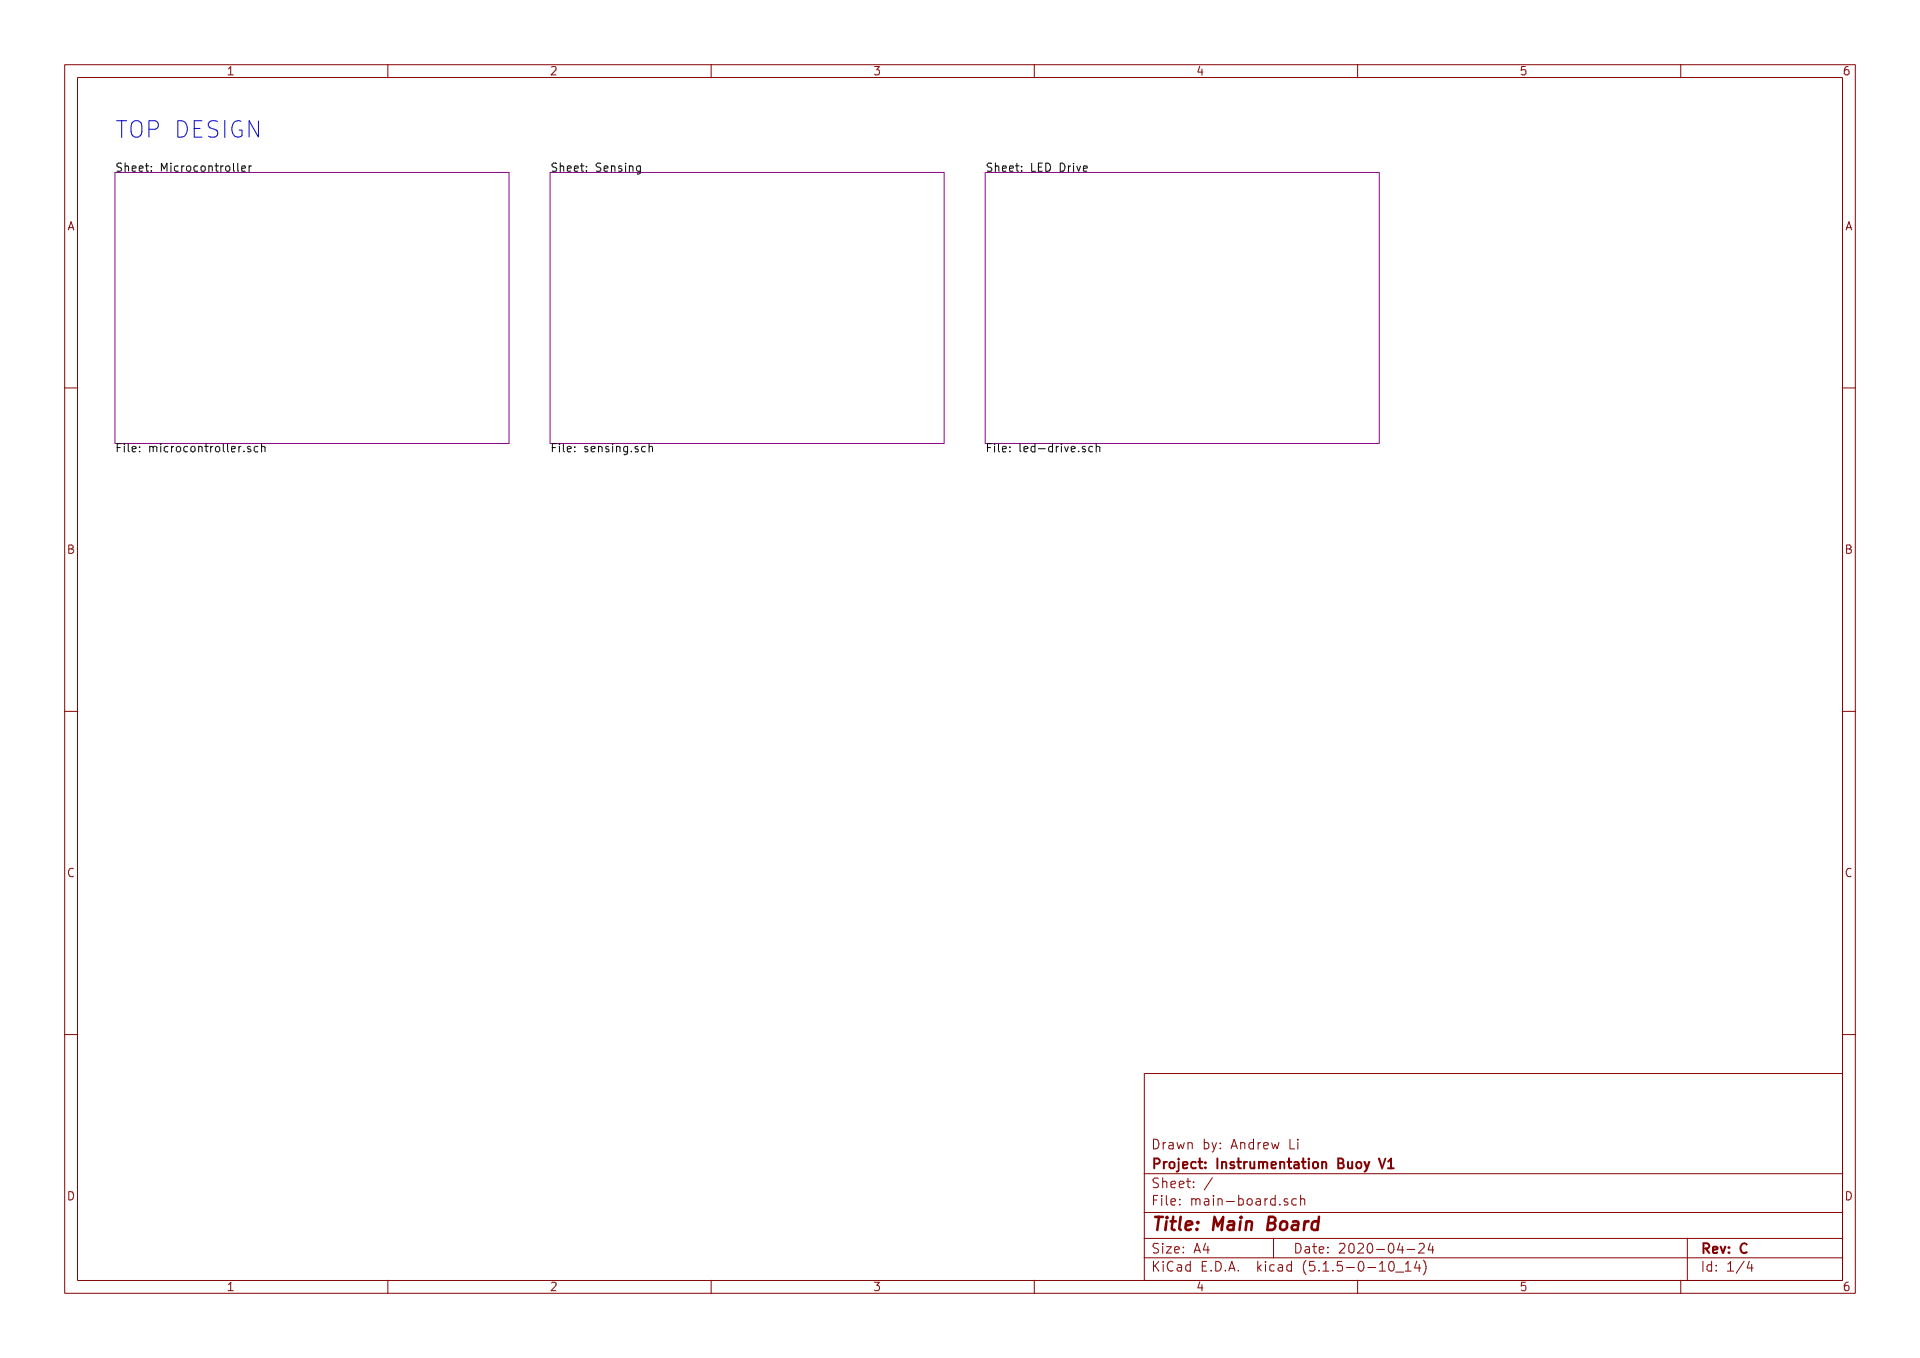 1 2 3 4 5 6
TOP DESIGN
Sheet: Microcontroller
Sheet: Sensing
Sheet: LED Drive
A A
File: microcontroller.sch
File: sensing.sch
File: led-drive.sch
B B
C C
Drawn by: Andrew Li
Project: Instrumentation Buoy V1
Sheet: /
File: main-board.sch
D D
Title: Main Board
Size: A4 Date: 2020-04-24 Rev: C
KiCad E.D.A. kicad (5.1.5-0-10_14) Id: 1/4
1 2 3 4 5 6